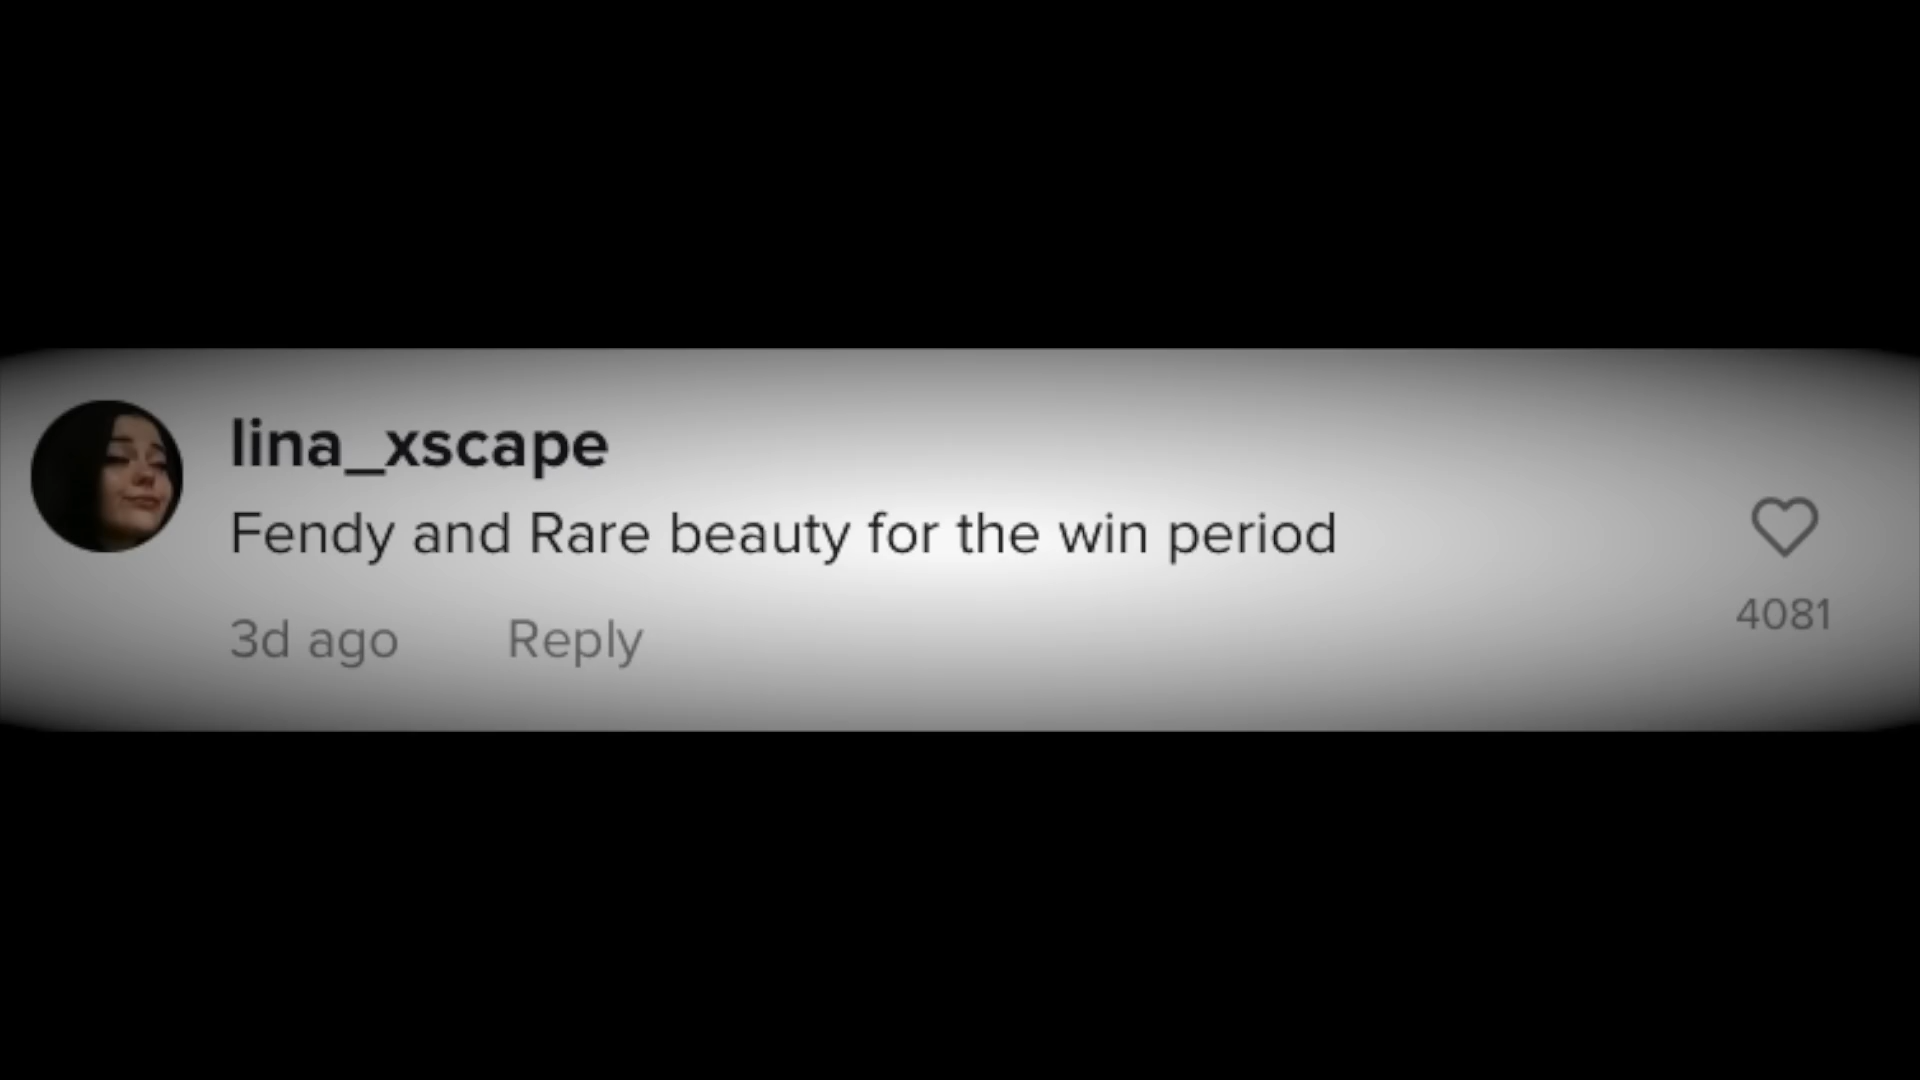 lina_xscape
Fendy and Rare beauty for the win period
3d ago Reply
4081